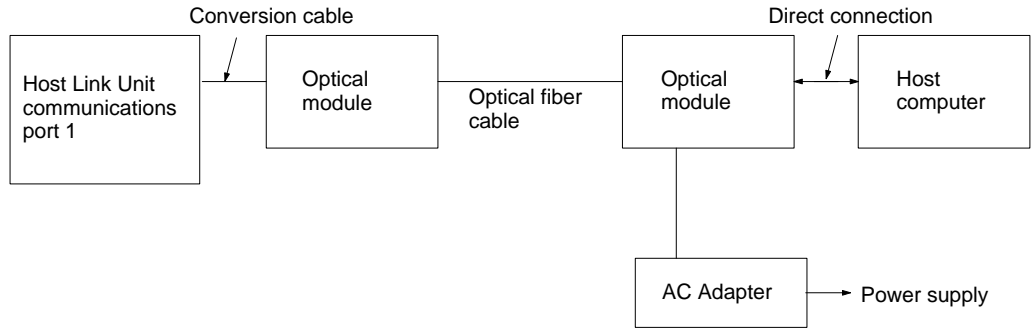 Conversion cable
Direct connection
Host Link Unit
communications
port 1
Optical
module
Optical fiber
cable
Optical
module
Host
computer
AC Adapter
Power supply